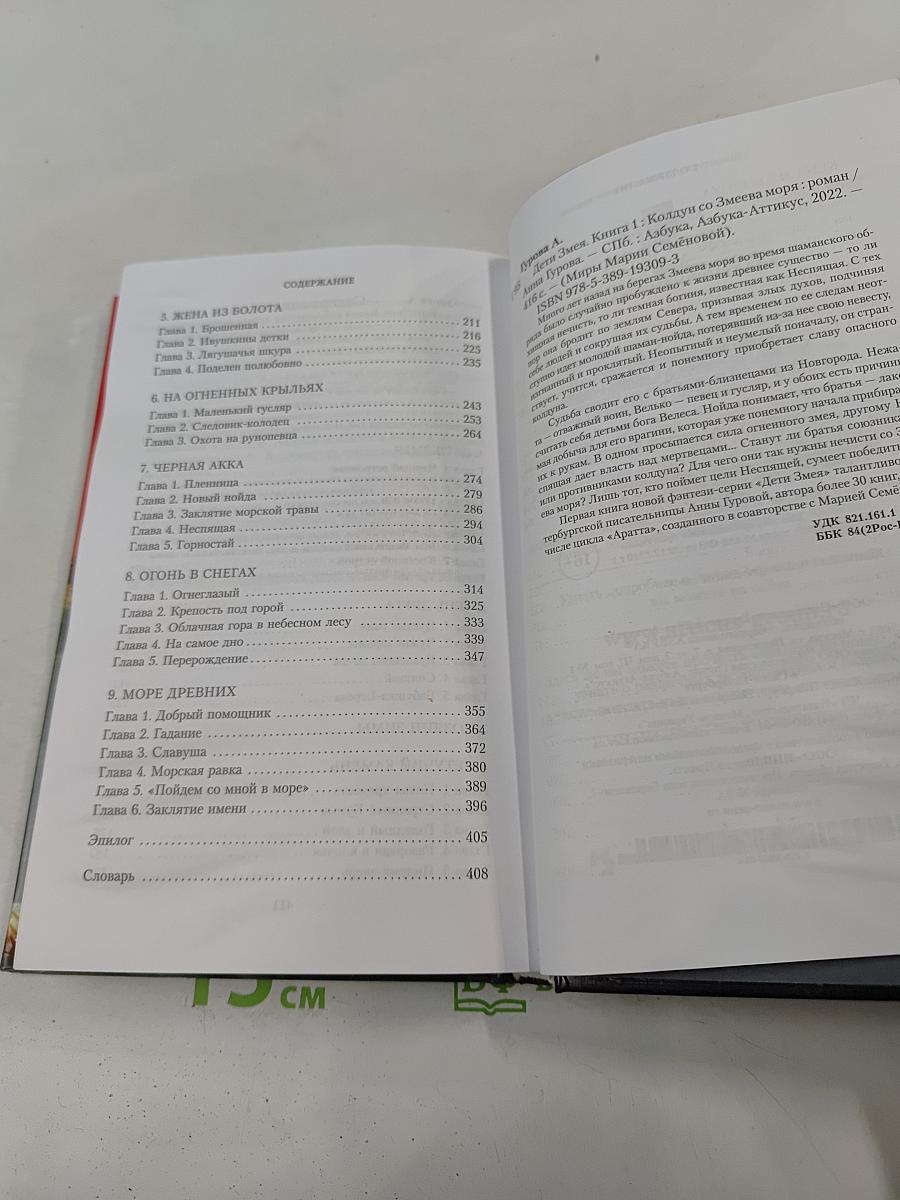 СОДЕРЖАНИЕ
5. ЖЕНА ИЗ БОЛОТА
Глава 1. Брошенная 211
Глава 2. Ивушкины детки 216
Глава 3. Лягушачья шкура 225
Глава 4. Поделен полюбовно 235
6. НА ОГНЕННЫХ КРЫЛЬЯХ
Глава 1. Маленький гусляр 243
Глава 2. Следовик-колодец 253
Глава 3. Охота на рунопевца 264
7. ЧЕРНАЯ АККА
Глава 1. Пленница 274
Глава 2. Новый нойда 279
Глава 3. Заклятие морской травы 286
Глава 4. Неспящая 294
Глава 5. Горностай 304
8. ОГОНЬ В СНЕГАХ
Глава 1. Огнеглазый 314
Глава 2. Крепость под горой 325
Глава 3. Облачная гора в небесном лесу 333
Глава 4. На самое дно 339
Глава 5. Перерождение 347
9. МОРЕ ДРЕВНИХ
Глава 1. Добрый помощник 355
Глава 2. Гадание 364
Глава 3. Славуша 372
Глава 4. Морская равка 380
Глава 5. «Пойдем со мной в море» 389
Глава 6. Заклятие имени 396
Эпилог 405
Словарь 408
Гурова А.
Дети Змея. Книга 1 : Колдун со Змеева моря : роман /
Анна Гурова. — СПб. : Азбука, Азбука-Аттикус, 2022. —
416 с. — (Миры Марии Семёновой).
ISBN 978-5-389-19309-3
Много лет назад на берегах Змеева моря во время шаманского об-
ряда было случайно пробуждено к жизни древнее существо — то ли
хищная нечисть, то ли темная богиня, известная как Неспящая. С тех
пор она бродит по землям Севера, призывая злых духов, подчиняя
себе людей и сокрушая их судьбы. А тем временем по ее следам неот-
ступно идет молодой шаман-нойда, потерявший из-за нее свою невесту,
изгнанный и проклятый. Неопытный и неумелый поначалу, он стран-
ствует, учится, сражается и понемногу приобретает славу опасного
колдуна.
Судьба сводит его с братьями-близнецами из Новгорода. Нежа-
та — отважный воин, Велько — певец и гусляр, и у обоих есть причины
считать себя детьми бога Велеса. Нойда понимает, что братья — лако-
мая добыча для его врагини, которая уже понемногу начала прибира
их к рукам. В одном просыпается сила огненного змея, другому Н
спящая дает власть над мертвецами... Станут ли братья союзника
или противниками колдуна? Для чего они так нужны нечисти со З
ева моря? Лишь тот, кто поймет цели Неспящей, сумеет победит
Первая книга новой фэнтези-серии «Дети Змея» талантливо
тербургской писательницы Анны Гуровой, автора более 30 книг,
числе цикла «Аратта», созданного в соавторстве с Марией Семё
УДК 821.161.1
ББК 84(2Рос-
15 см